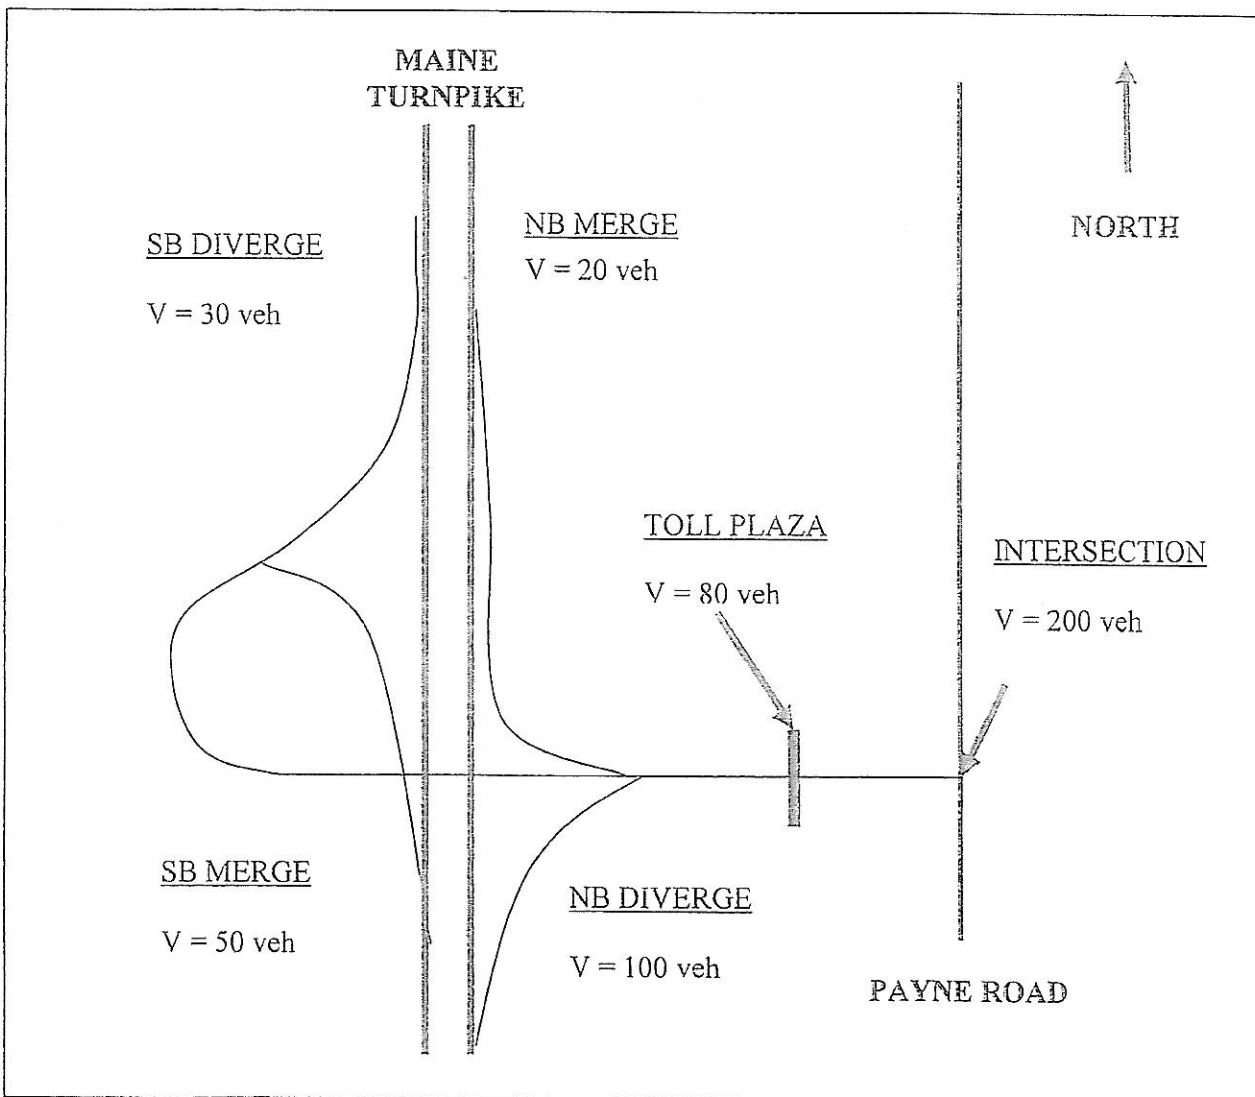 MAINE
TURNPIKE
SB DIVERGE
V = 30 veh
NB MERGE
V = 20 veh
NORTH
TOLL PLAZA
V = 80 veh
INTERSECTION
V = 200 veh
SB MERGE
V = 50 veh
NB DIVERGE
V = 100 veh
PAYNE ROAD